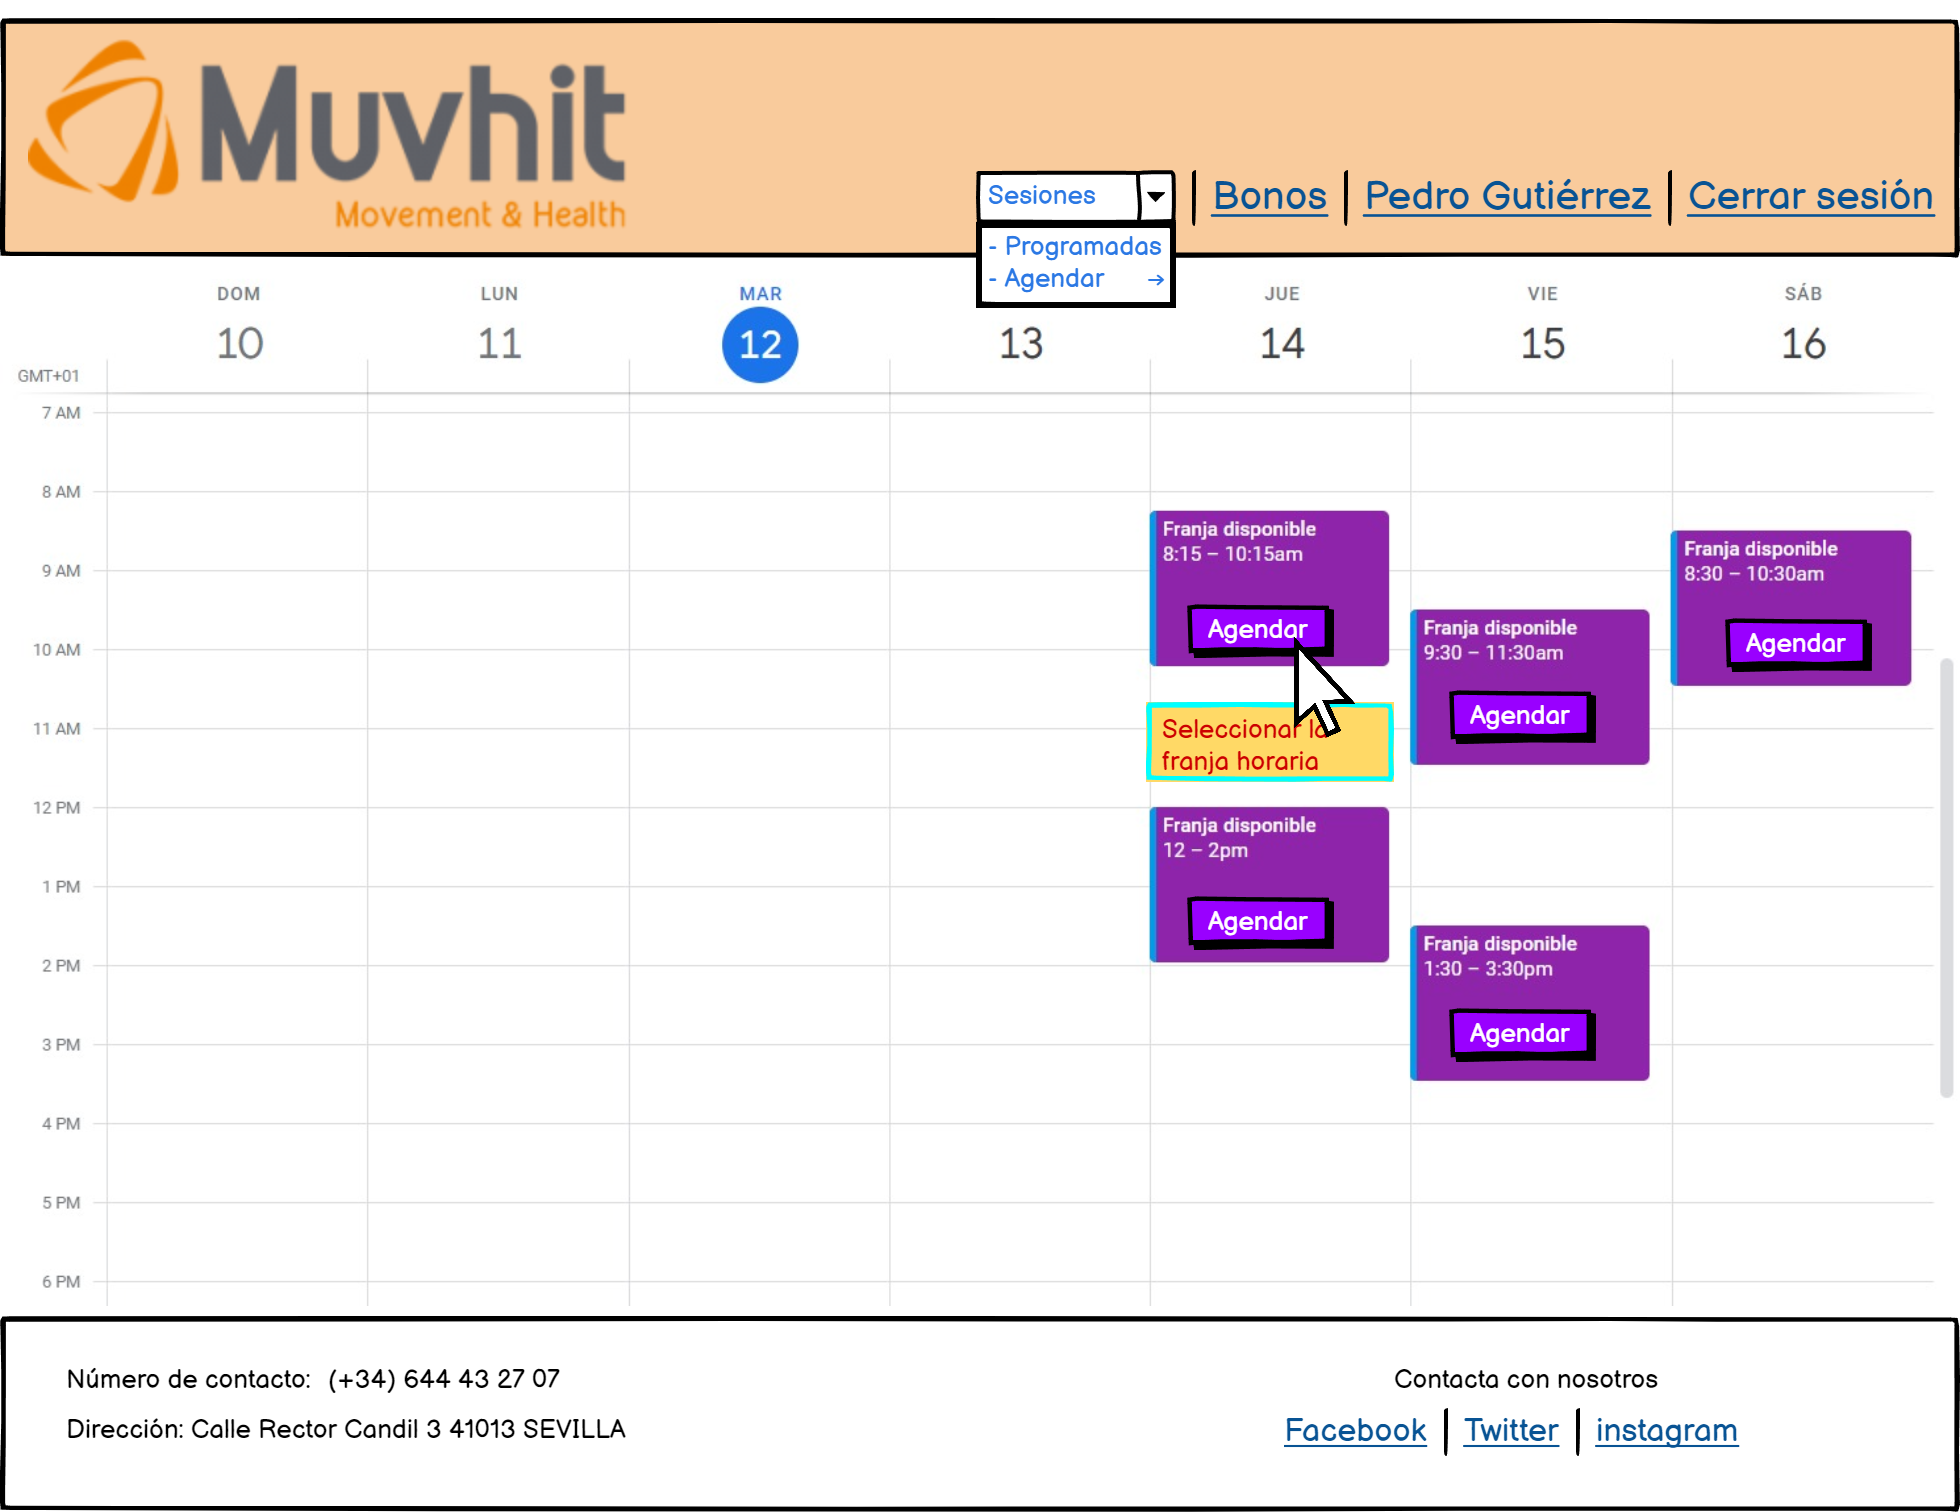 Muvhit
Movement & Health
Sesiones
Bonos
Pedro Gutiérrez
Cerrar sesión
- Programadas
- Agendar →
DOM
LUN
MAR
JUE
VIE
SÁB
10
11
12
13
14
15
16
GMT+01
7 AM
8 AM
9 AM
10 AM
11 AM
12 PM
1 PM
2 PM
3 PM
4 PM
5 PM
6 PM
Franja disponible
8:15 – 10:15am
Agendar
Seleccionar la
franja horaria
Franja disponible
12 – 2pm
Agendar
Franja disponible
9:30 – 11:30am
Agendar
Franja disponible
1:30 – 3:30pm
Agendar
Franja disponible
8:30 – 10:30am
Agendar
Número de contacto: (+34) 644 43 27 07
Dirección: Calle Rector Candil 3 41013 SEVILLA
Contacta con nosotros
Facebook
Twitter
instagram